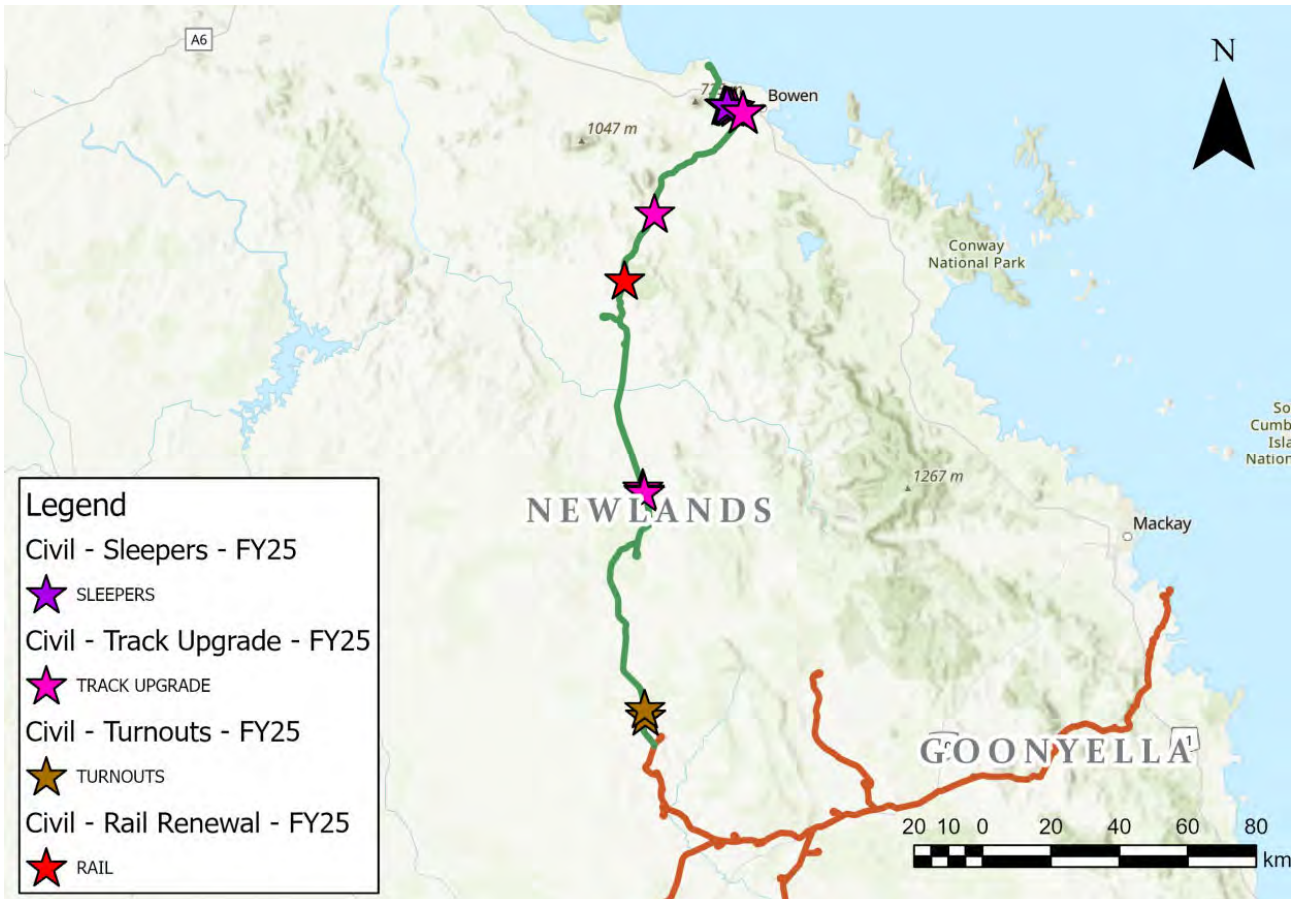 A6
N
Bowen
1047 m
Conway
National Park
1267 m
NEWLANDS
Mackay
GOONYELLA
1
Legend
Civil - Sleepers - FY25
SLEEPERS
Civil - Track Upgrade - FY25
TRACK UPGRADE
Civil - Turnouts - FY25
TURNOUTS
Civil - Rail Renewal - FY25
RAIL
20 10 0 20 40 60 80
km